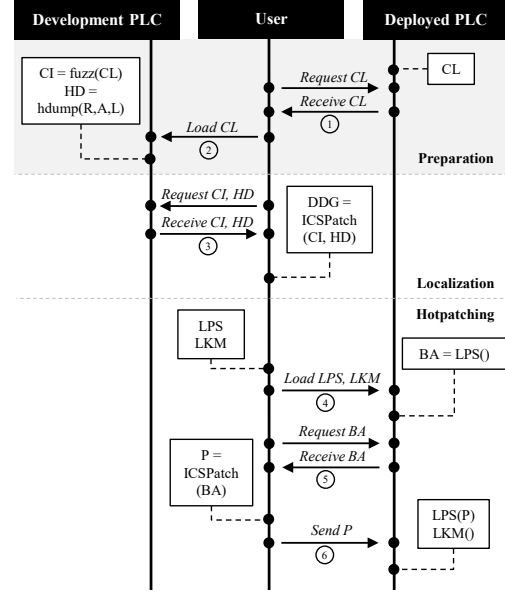 Development PLC
User
Deployed PLC
CI = fuzz(CL)
HD =
hdump(R,A,L)
CL
Request CL
Receive CL
1
Load CL
2
Preparation
Request CI, HD
Receive CI, HD
3
DDG =
ICSPatch
(CI, HD)
Localization
Hotpatching
LPS
LKM
BA = LPS()
Load LPS, LKM
4
Request BA
Receive BA
5
P =
ICSPatch
(BA)
Send P
6
LPS(P)
LKM()